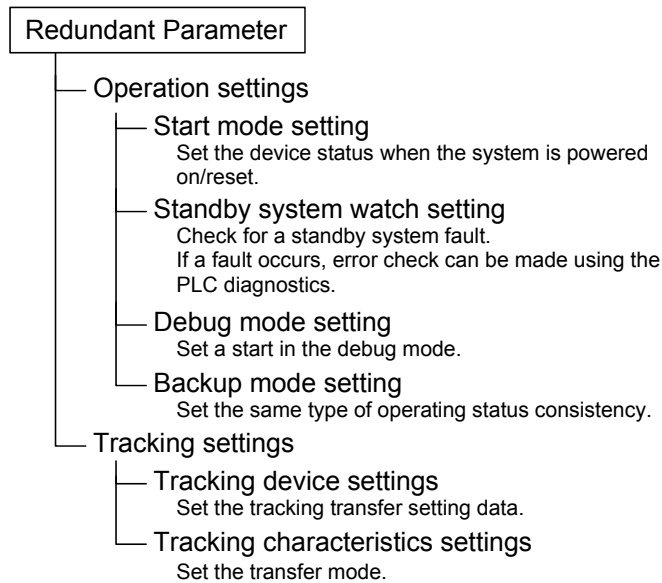 Redundant Parameter
Operation settings
Start mode setting
Set the device status when the system is powered
on/reset.
Standby system watch setting
Check for a standby system fault.
If a fault occurs, error check can be made using the
PLC diagnostics.
Debug mode setting
Set a start in the debug mode.
Backup mode setting
Set the same type of operating status consistency.
Tracking settings
Tracking device settings
Set the tracking transfer setting data.
Tracking characteristics settings
Set the transfer mode.